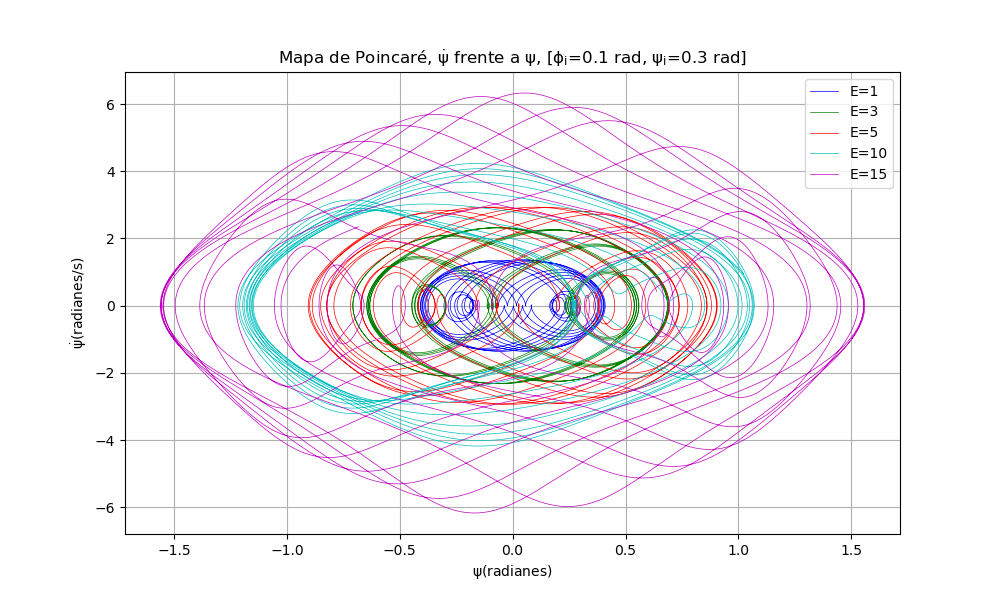 Mapa de Poincaré, ψ̇ frente a ψ, [ϕᵢ=0.1 rad, ψᵢ=0.3 rad]
E=1
E=3
E=5
E=10
E=15
6
4
2
0
−2
−4
−6
ψ̇(radianes/s)
−1.5 −1.0 −0.5 0.0 0.5 1.0 1.5
ψ(radianes)